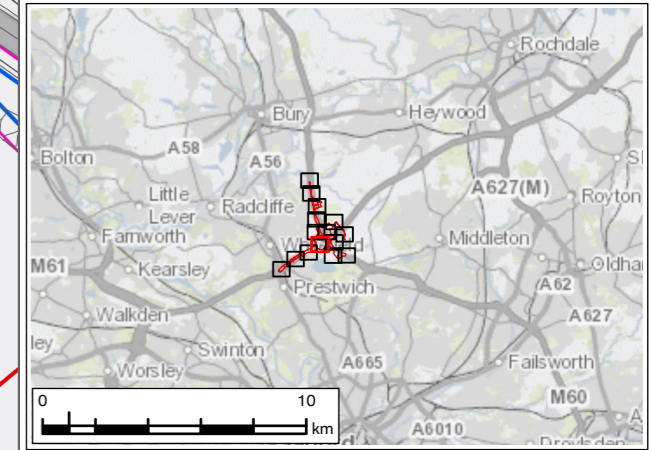 Rochdale
Bury
Heywood
A58
Bolton
A56
A627(M)
Little
Lever
Radcliffe
Royton
Farnworth
Middleton
M61
Kearsley
A62
Prestwich
A627
Walkden
Swinton
Worsley
A665
Failsworth
M60
0
10
km
A6010